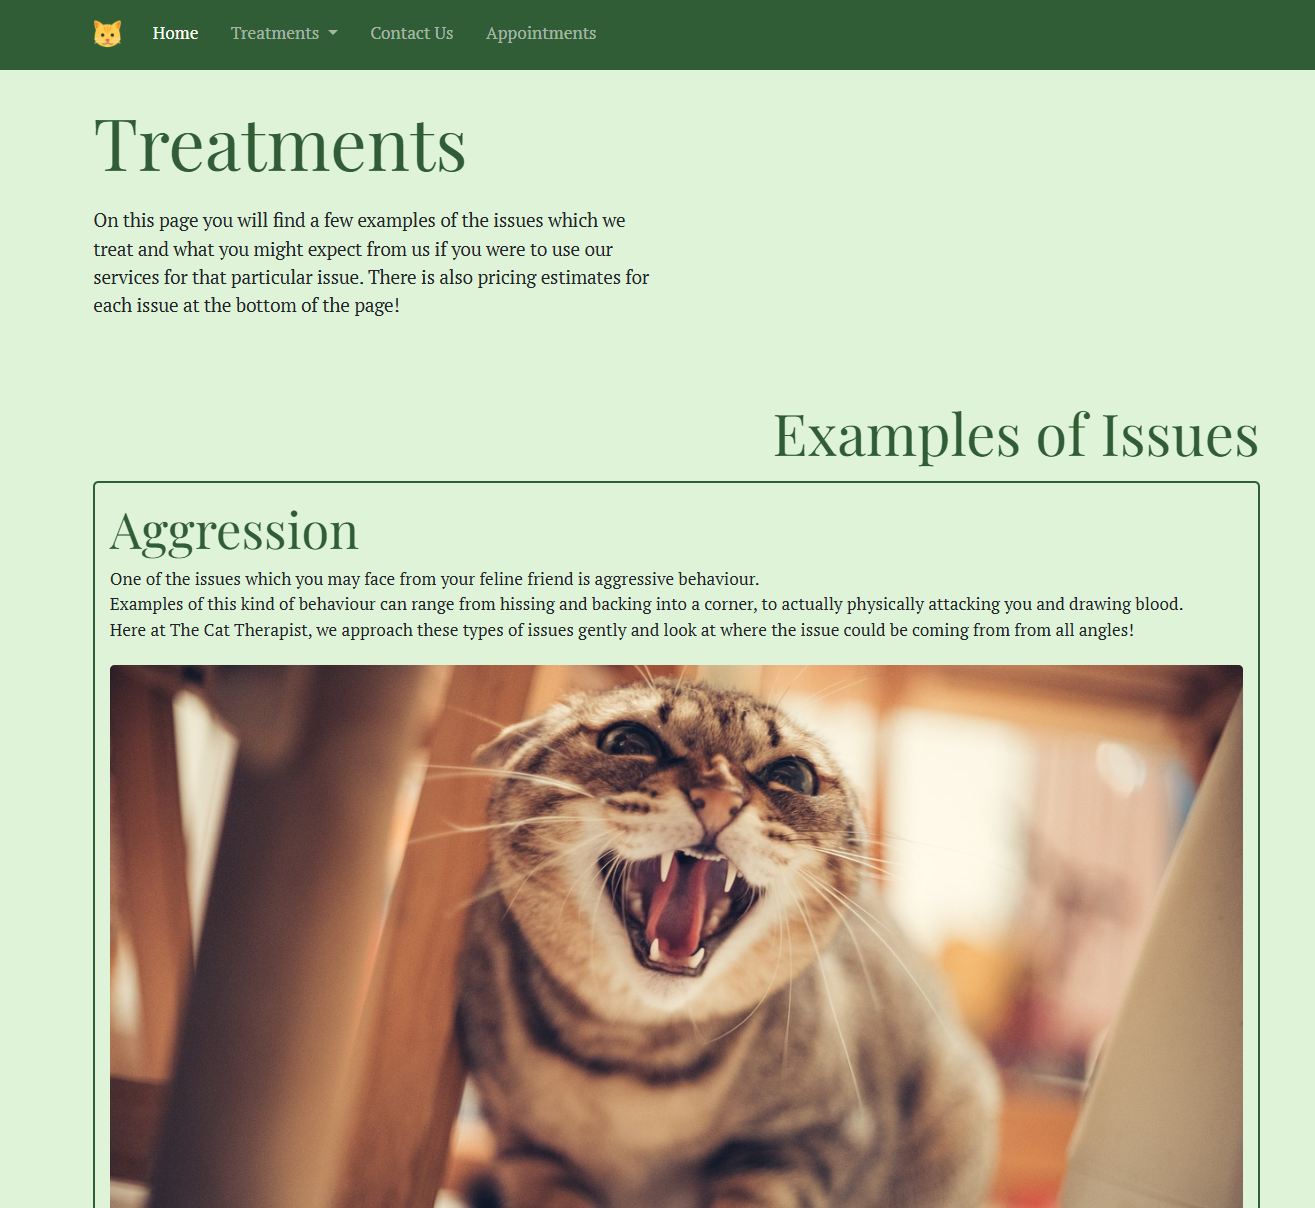 Home Treatments Contact Us Appointments
Treatments
On this page you will find a few examples of the issues which we
treat and what you might expect from us if you were to use our
services for that particular issue. There is also pricing estimates for
each issue at the bottom of the page!
Examples of Issues
Aggression
One of the issues which you may face from your feline friend is aggressive behaviour.
Examples of this kind of behaviour can range from hissing and backing into a corner, to actually physically attacking you and drawing blood.
Here at The Cat Therapist, we approach these types of issues gently and look at where the issue could be coming from from all angles!